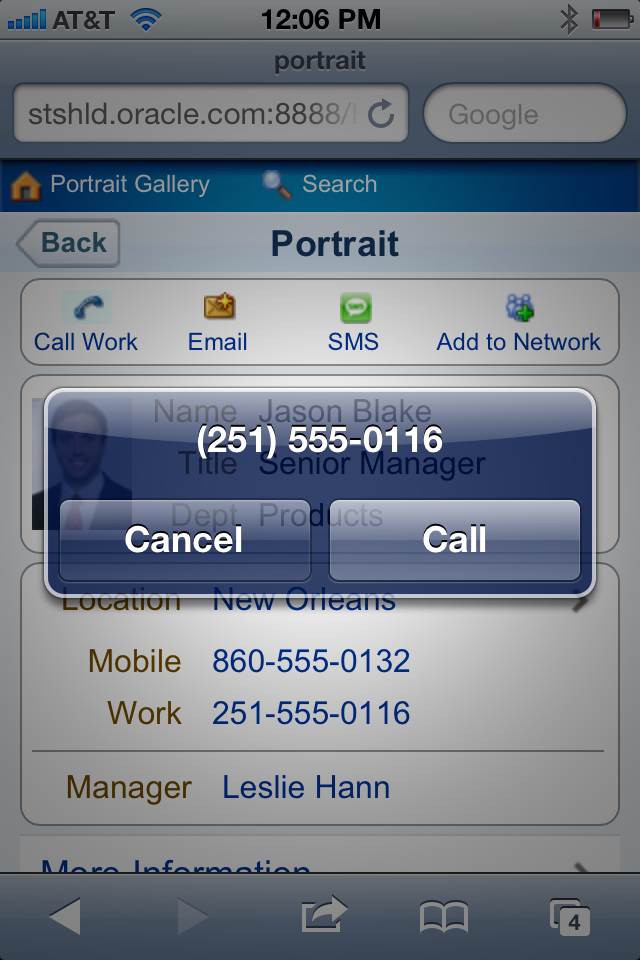 AT&T 12:06 PM
portrait
stshld.oracle.com:8888/ Google
Portrait Gallery Search
Back Portrait
Call Work Email SMS Add to Network
Name Jason Blake
(251) 555-0116
Title Senior Manager
Dept Products
Cancel Call
Location New Orleans
Mobile 860-555-0132
Work 251-555-0116
Manager Leslie Hann
More Information
4